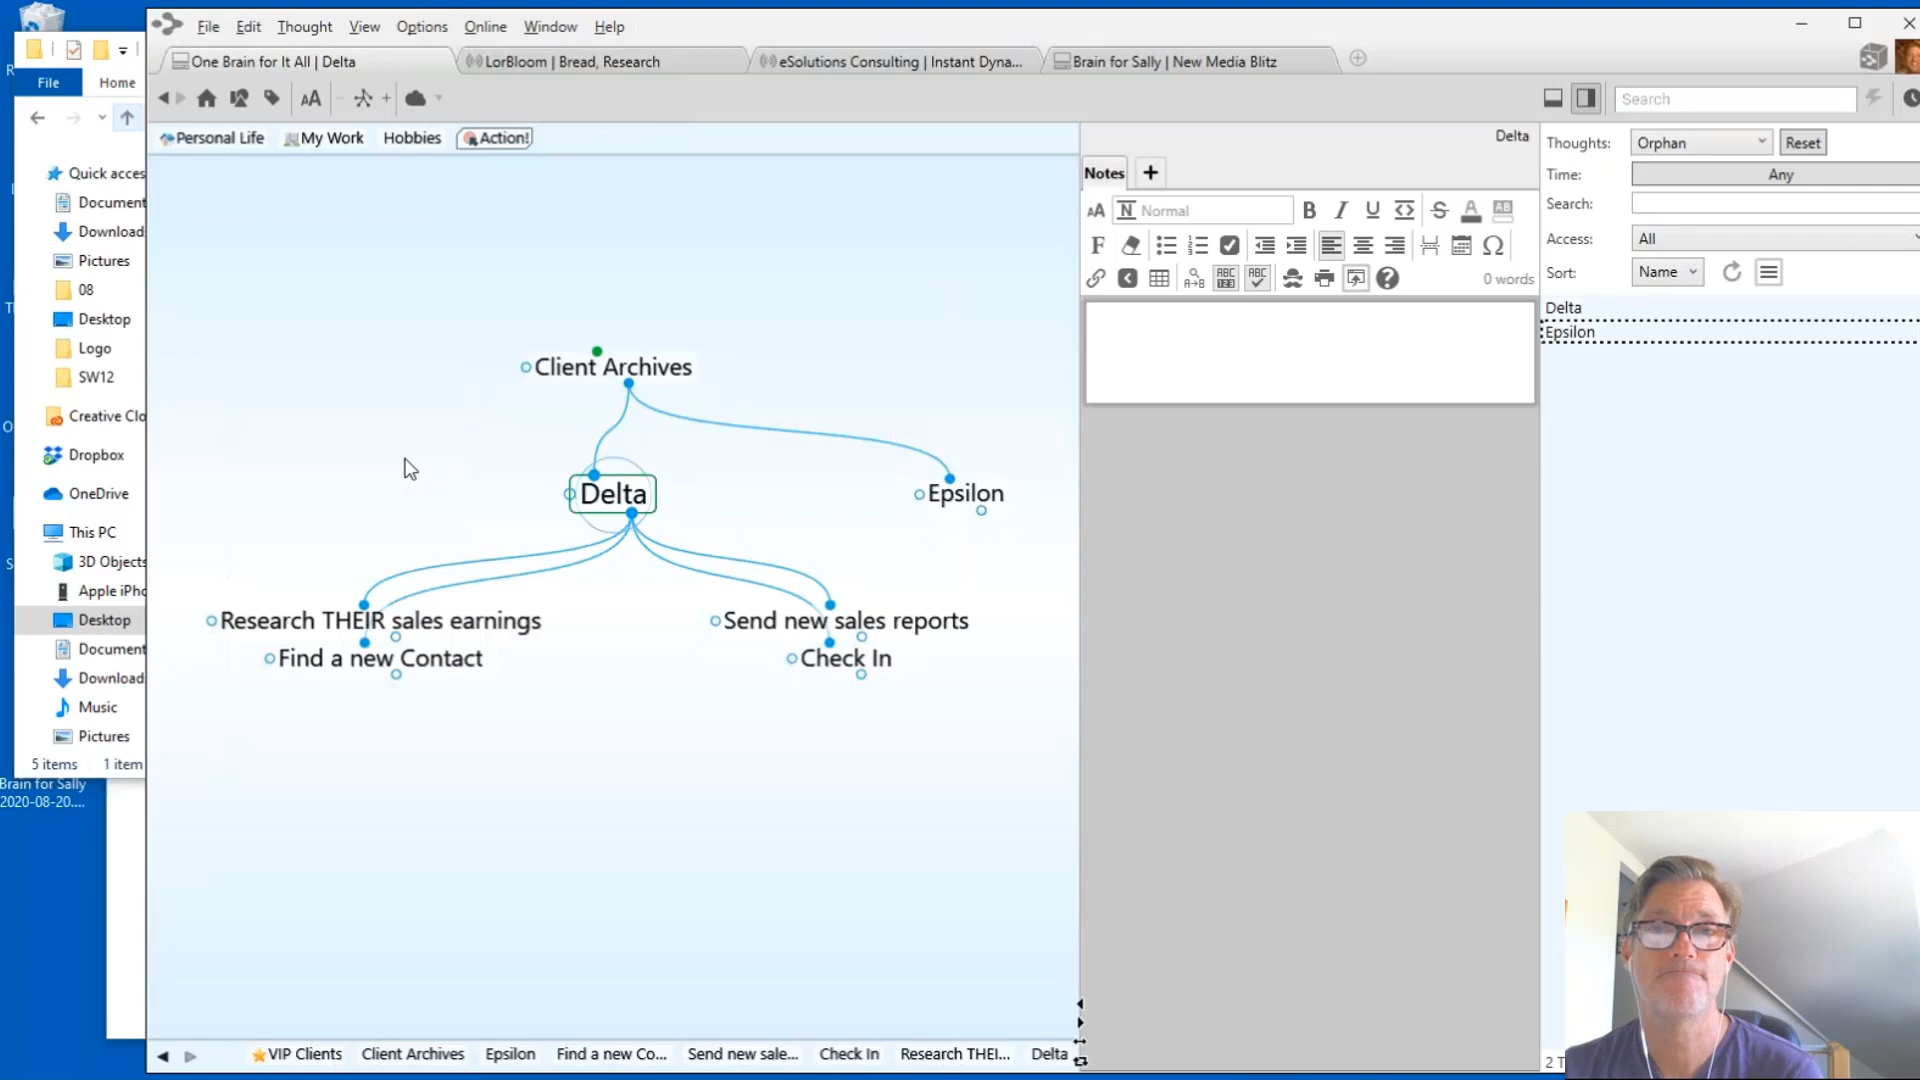 File Edit Thought View Options Online Window Help
One Brain for It All | Delta
LorBloom | Bread, Research
eSolutions Consulting | Instant Dyna...
Brain for Sally | New Media Blitz
File
Home
Search
Personal Life
My Work
Hobbies
Action!
Quick acces
Document
Download
Pictures
08
Desktop
Logo
SW12
Creative Clo
Dropbox
OneDrive
This PC
3D Objects
Apple iPho
Desktop
Document
Download
Music
Pictures
5 items 1 item
Brain for Sally
2020-08-20....
Client Archives
Delta
Epsilon
Research THEIR sales earnings
Send new sales reports
Find a new Contact
Check In
Delta
Notes
Normal
0 words
Thoughts: Orphan Reset
Time: Any
Search:
Access: All
Sort: Name
Delta
Epsilon
VIP Clients
Client Archives
Epsilon
Find a new Co...
Send new sale...
Check In
Research THEI...
Delta
2 T